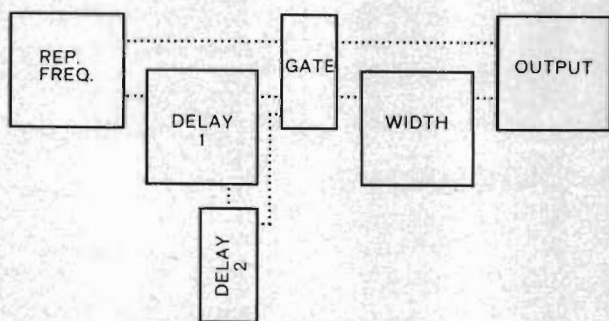 REP.
FREQ.
GATE
OUTPUT
DELAY
1
WIDTH
DELAY
2